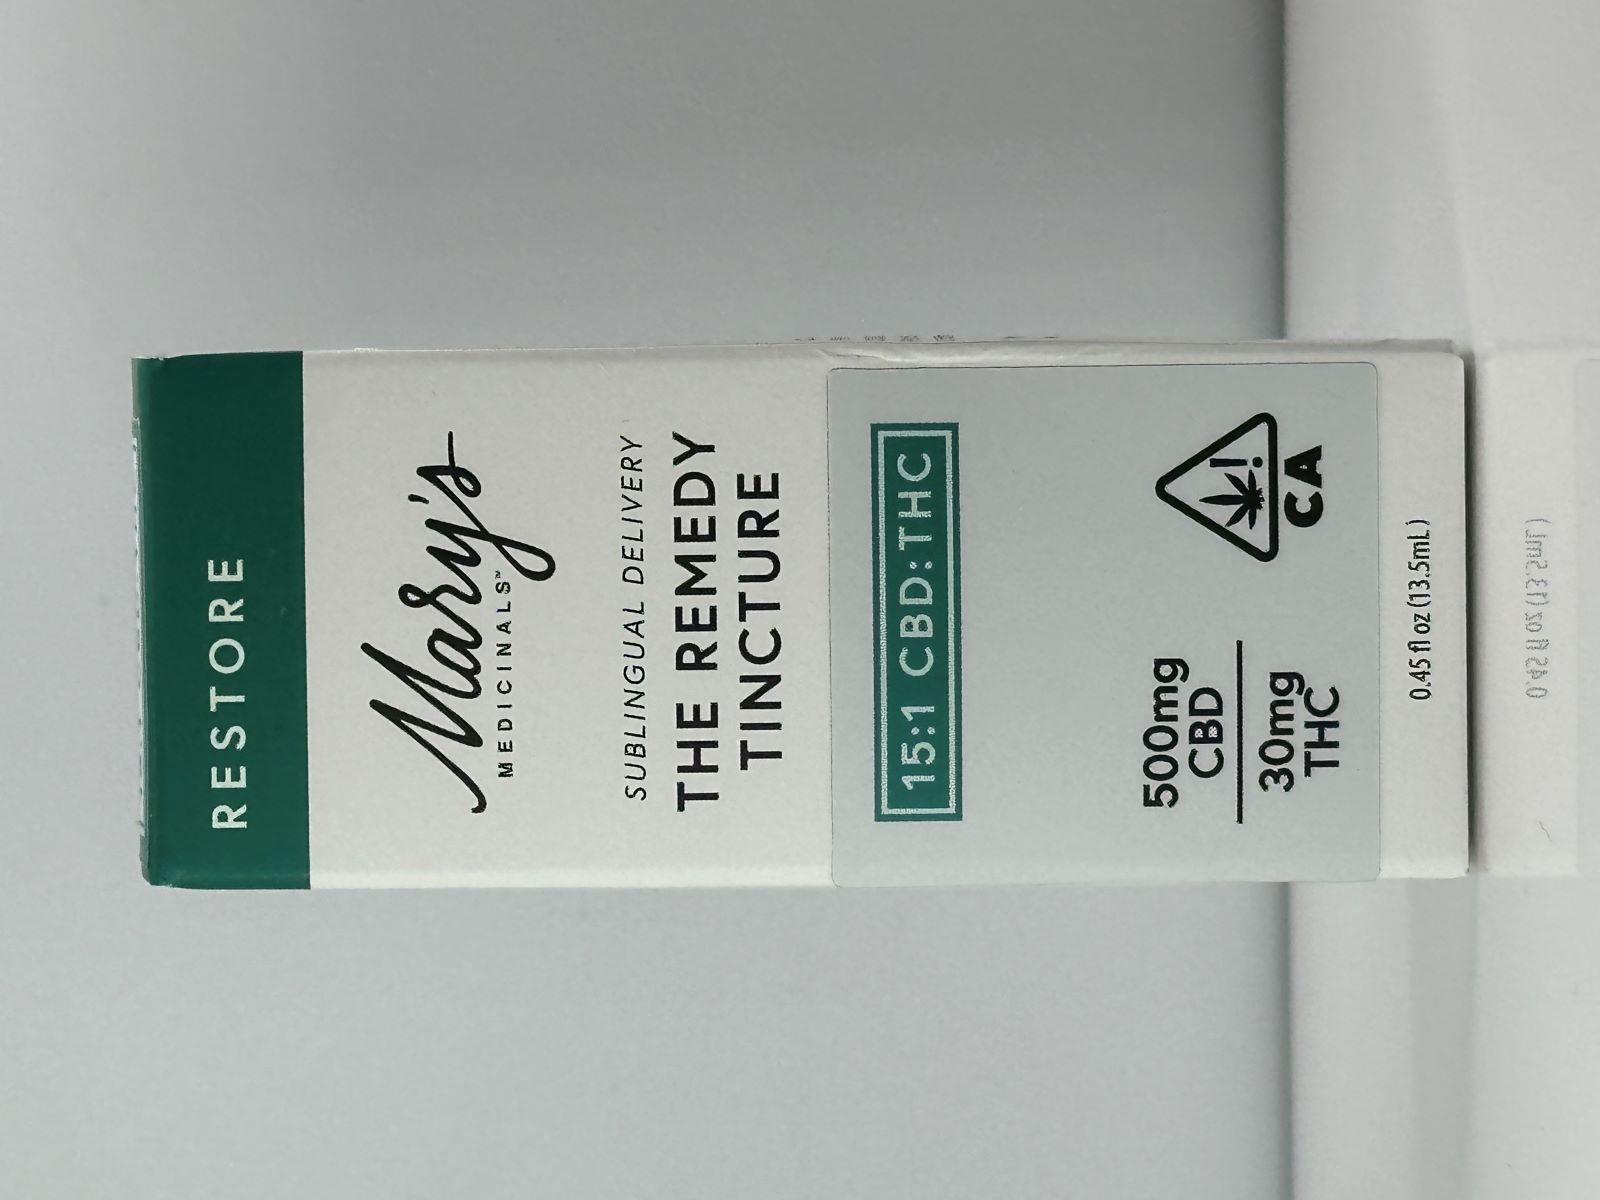 RESTORE
Mary's
MEDICINALS™
SUBLINGUAL DELIVERY
THE REMEDY
TINCTURE
15:1 CBD:THC
500mg
CBD
30mg
THC
!
CA
0.45 fl oz (13.5mL)